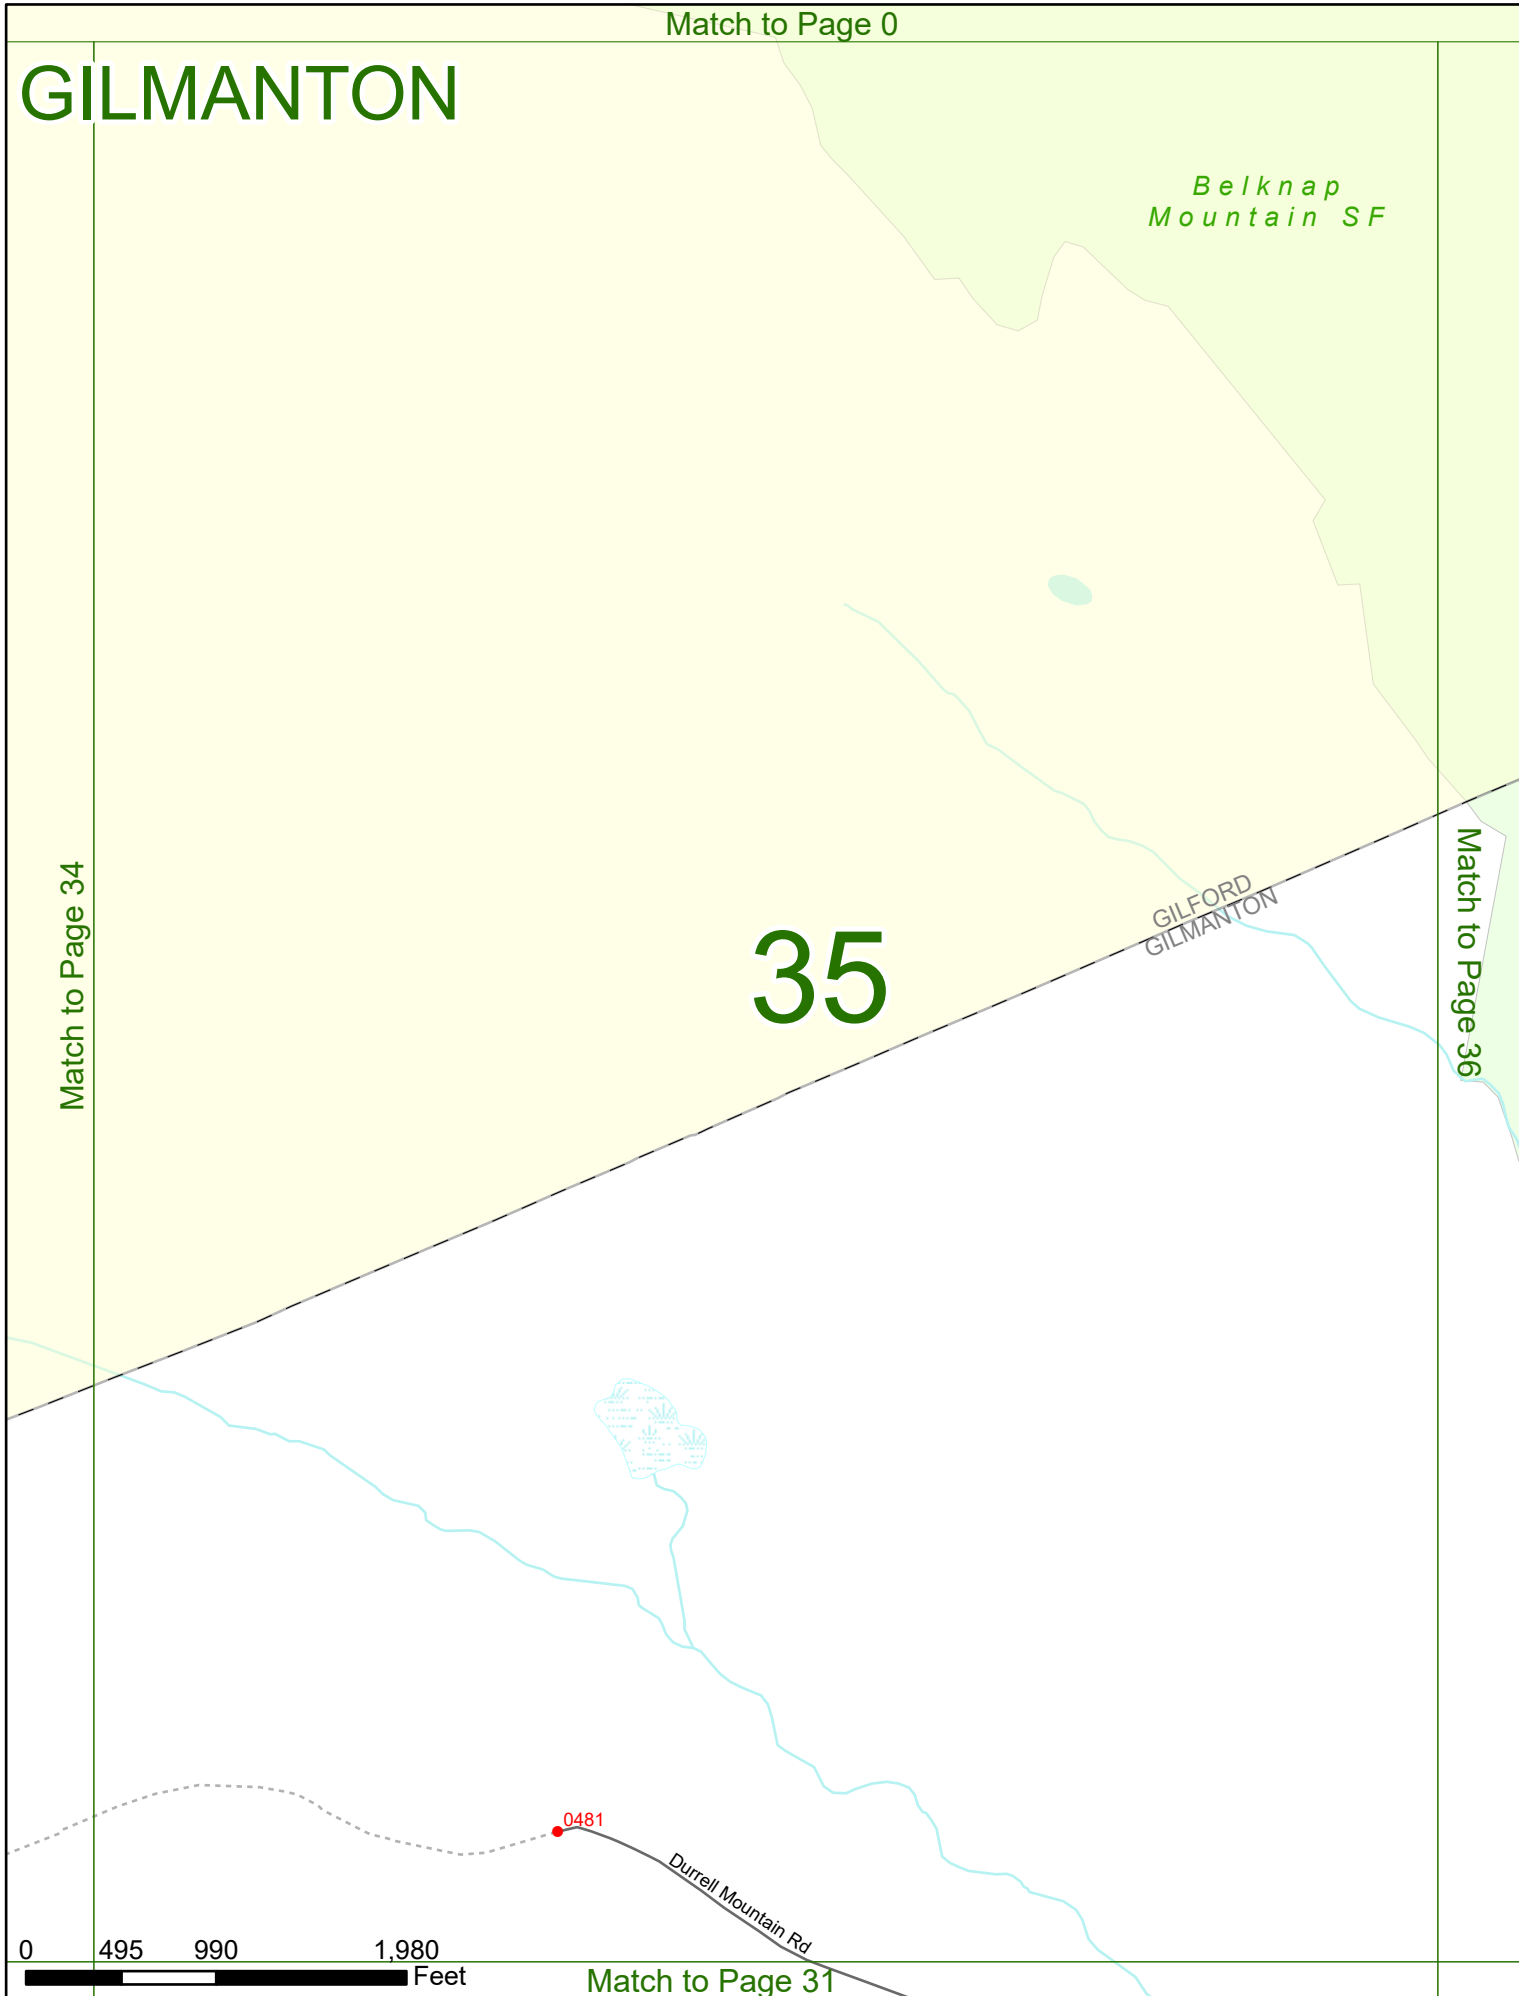 Match to Page 0
GILMANTON
Belknap
Mountain SF
Match to Page 34
35
GILFORD
GILMANTON
Match to Page 36
0481
Durrell Mountain Rd
0 495 990 1,980
Feet
Match to Page 31